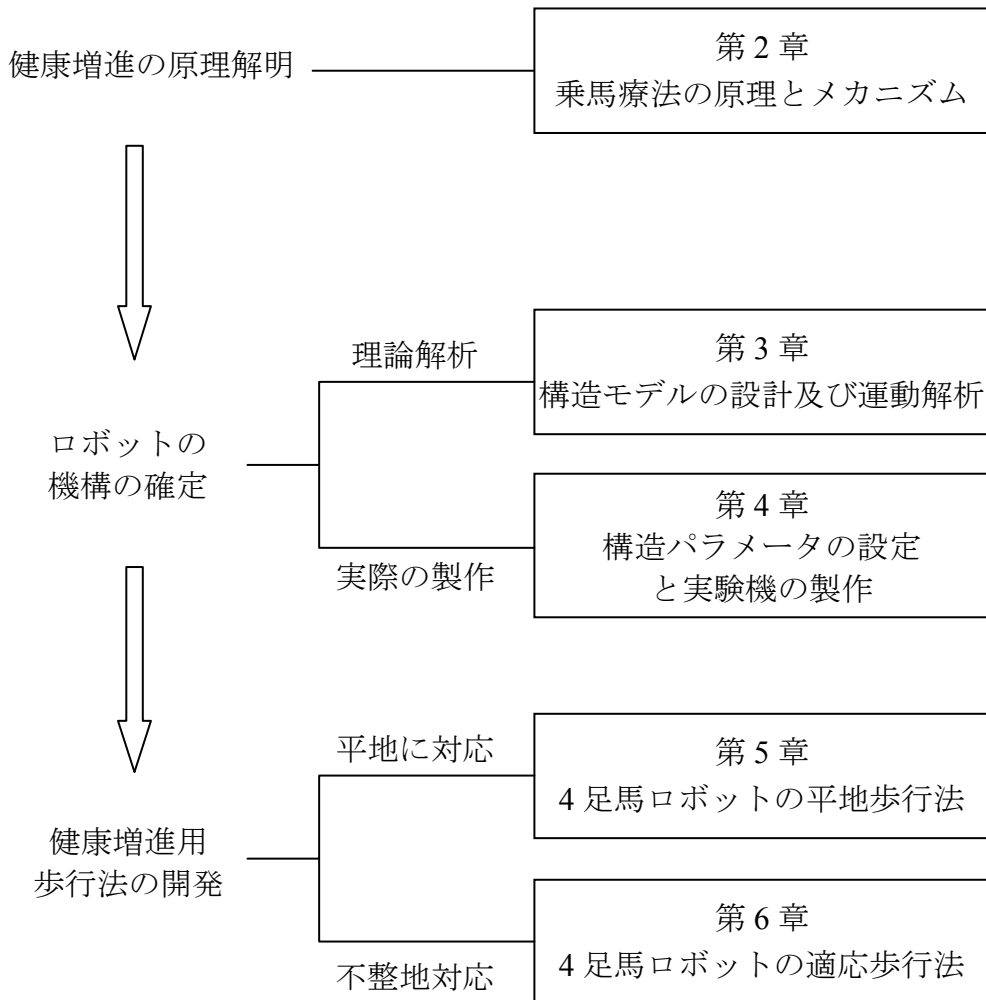 健康増進の原理解明
第 2 章
乗馬療法の原理とメカニズム
理論解析
第 3 章
構造モデルの設計及び運動解析
ロボットの
機構の確定
第 4 章
構造パラメータの設定
と実験機の製作
実際の製作
平地に対応
第 5 章
4 足馬ロボットの平地歩行法
健康増進用
歩行法の開発
第 6 章
4 足馬ロボットの適応歩行法
不整地対応